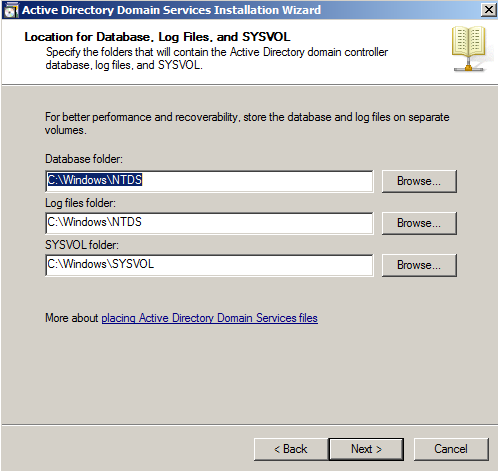 Active Directory Domain Services Installation Wizard
Location for Database, Log Files, and SYSVOL
Specify the folders that will contain the Active Directory domain controller
database, log files, and SYSVOL.
For better performance and recoverability, store the database and log files on separate
volumes.
Database folder:
C:\Windows\NTDS
Browse...
Log files folder:
C:\Windows\NTDS
Browse...
SYSVOL folder:
C:\Windows\SYSVOL
Browse...
More about placing Active Directory Domain Services files
< Back
Next >
Cancel